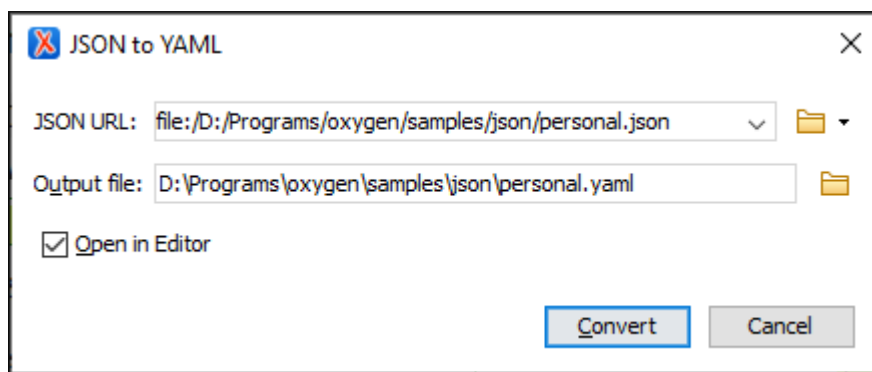 JSON to YAML
JSON URL: file:/D:/Programs/oxygen/samples/json/personal.json
Output file: D:\Programs\oxygen\samples\json\personal.yaml
Open in Editor
Convert Cancel